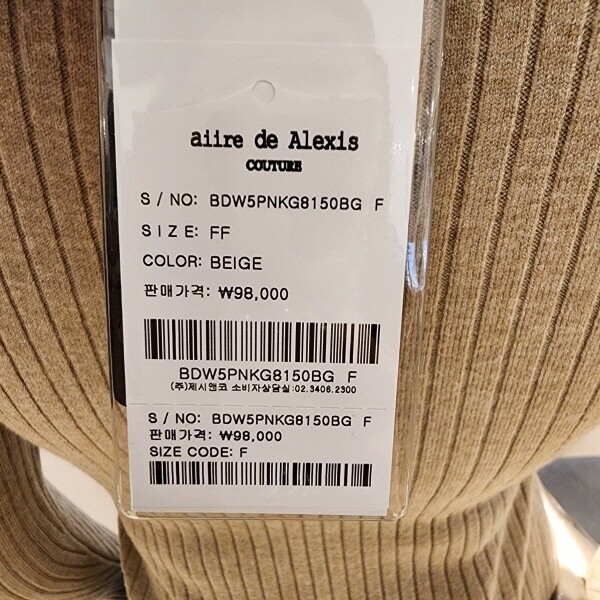 aiire de Alexis
COUTURE
S / NO: BDW5PNKG8150BG F
SIZE: FF
COLOR: BEIGE
판매가격: ₩98,000
BDW5PNKG8150BG F
(주)제시앤코 소비자상담실:02.3406.2300
S / NO: BDW5PNKG8150BG F
판매가격: ₩98,000
SIZE CODE: F